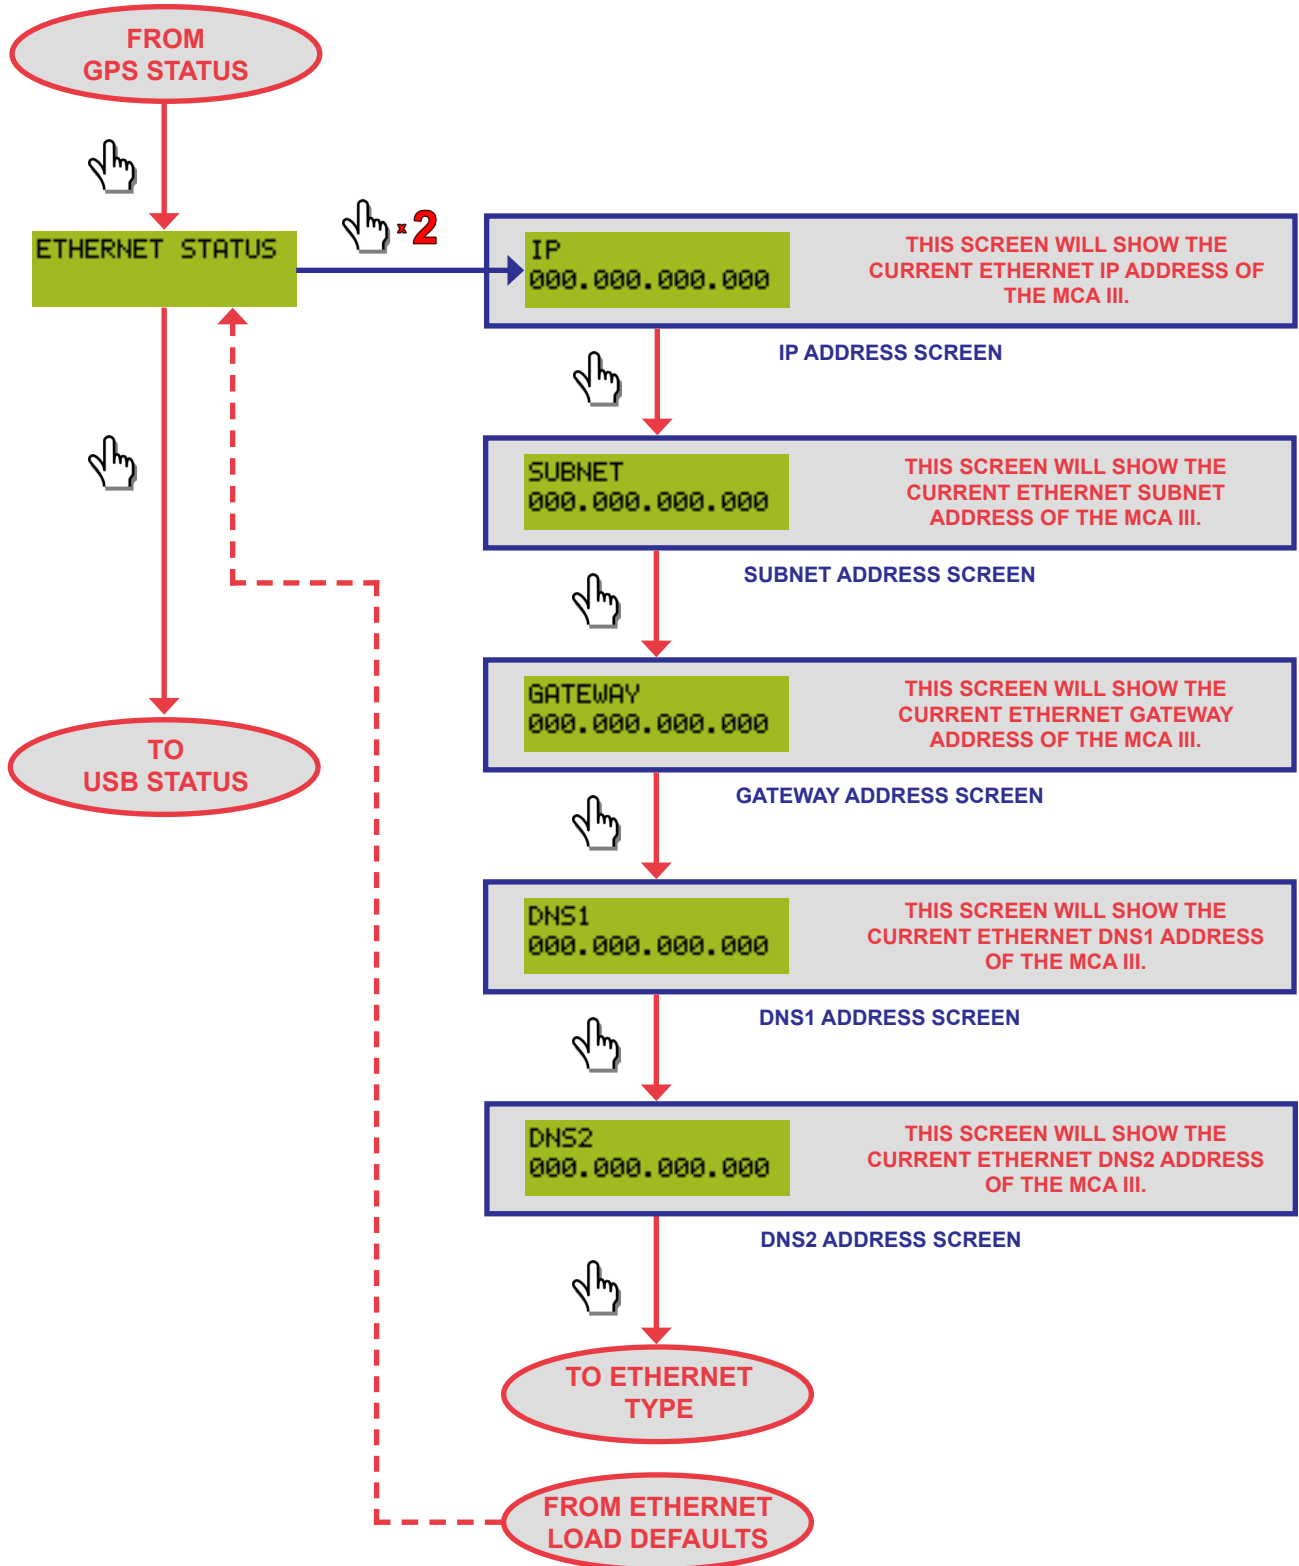 FROM
GPS STATUS
ETHERNET STATUS
x 2
IP
000.000.000.000
THIS SCREEN WILL SHOW THE
CURRENT ETHERNET IP ADDRESS OF
THE MCA III.
IP ADDRESS SCREEN
SUBNET
000.000.000.000
THIS SCREEN WILL SHOW THE
CURRENT ETHERNET SUBNET
ADDRESS OF THE MCA III.
SUBNET ADDRESS SCREEN
GATEWAY
000.000.000.000
THIS SCREEN WILL SHOW THE
CURRENT ETHERNET GATEWAY
ADDRESS OF THE MCA III.
GATEWAY ADDRESS SCREEN
TO
USB STATUS
DNS1
000.000.000.000
THIS SCREEN WILL SHOW THE
CURRENT ETHERNET DNS1 ADDRESS
OF THE MCA III.
DNS1 ADDRESS SCREEN
DNS2
000.000.000.000
THIS SCREEN WILL SHOW THE
CURRENT ETHERNET DNS2 ADDRESS
OF THE MCA III.
DNS2 ADDRESS SCREEN
TO ETHERNET
TYPE
FROM ETHERNET
LOAD DEFAULTS